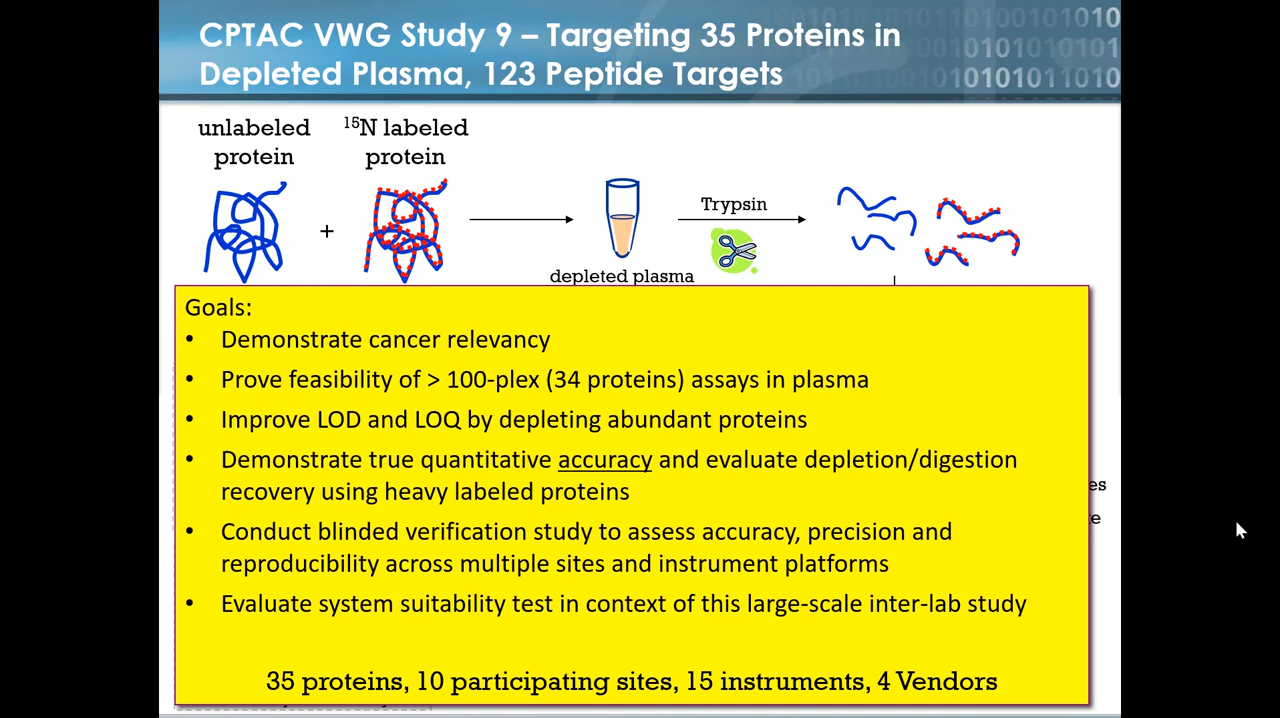 CPTAC VWG Study 9 – Targeting 35 Proteins in
Depleted Plasma, 123 Peptide Targets
unlabeled
protein
+
15N labeled
protein
depleted plasma
Trypsin
Goals:
• Demonstrate cancer relevancy
• Prove feasibility of > 100-plex (34 proteins) assays in plasma
• Improve LOD and LOQ by depleting abundant proteins
• Demonstrate true quantitative accuracy and evaluate depletion/digestion
recovery using heavy labeled proteins
• Conduct blinded verification study to assess accuracy, precision and
reproducibility across multiple sites and instrument platforms
• Evaluate system suitability test in context of this large-scale inter-lab study
35 proteins, 10 participating sites, 15 instruments, 4 Vendors